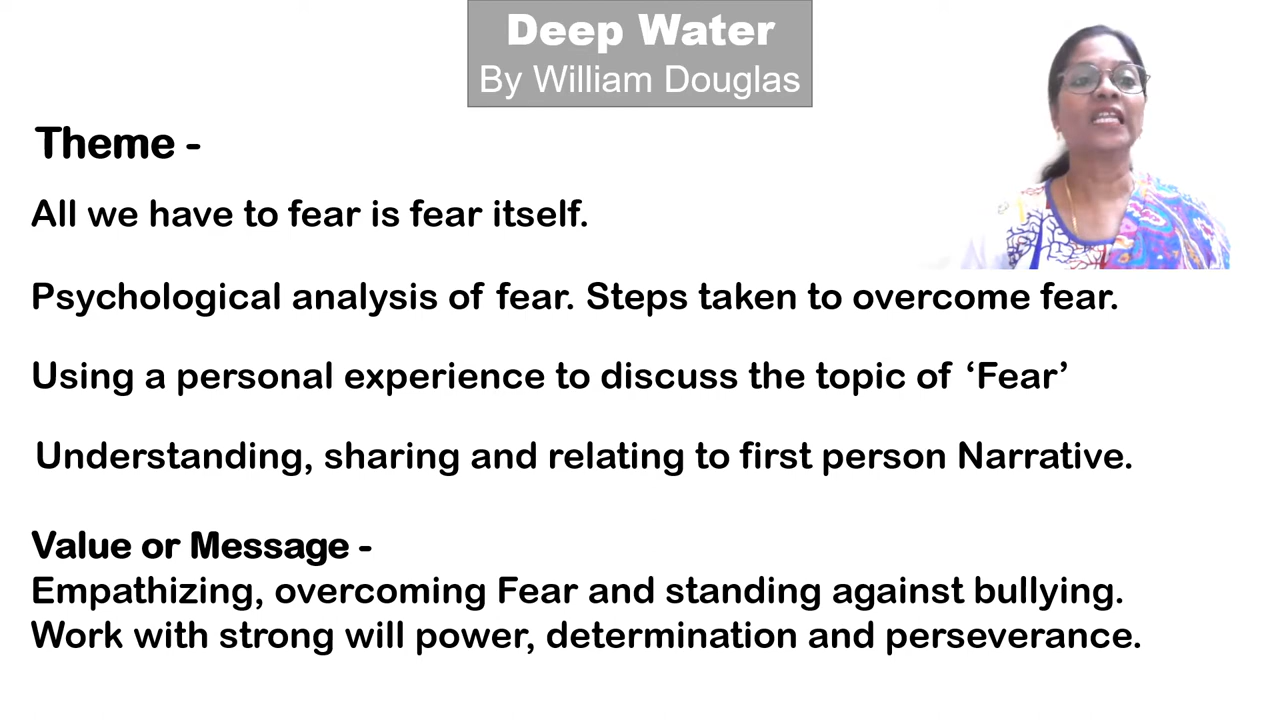 Deep Water
By William Douglas
Theme -
All we have to fear is fear itself.
Psychological analysis of fear. Steps taken to overcome fear.
Using a personal experience to discuss the topic of ‘Fear’
Understanding, sharing and relating to first person Narrative.
Value or Message -
Empathizing, overcoming Fear and standing against bullying.
Work with strong will power, determination and perseverance.